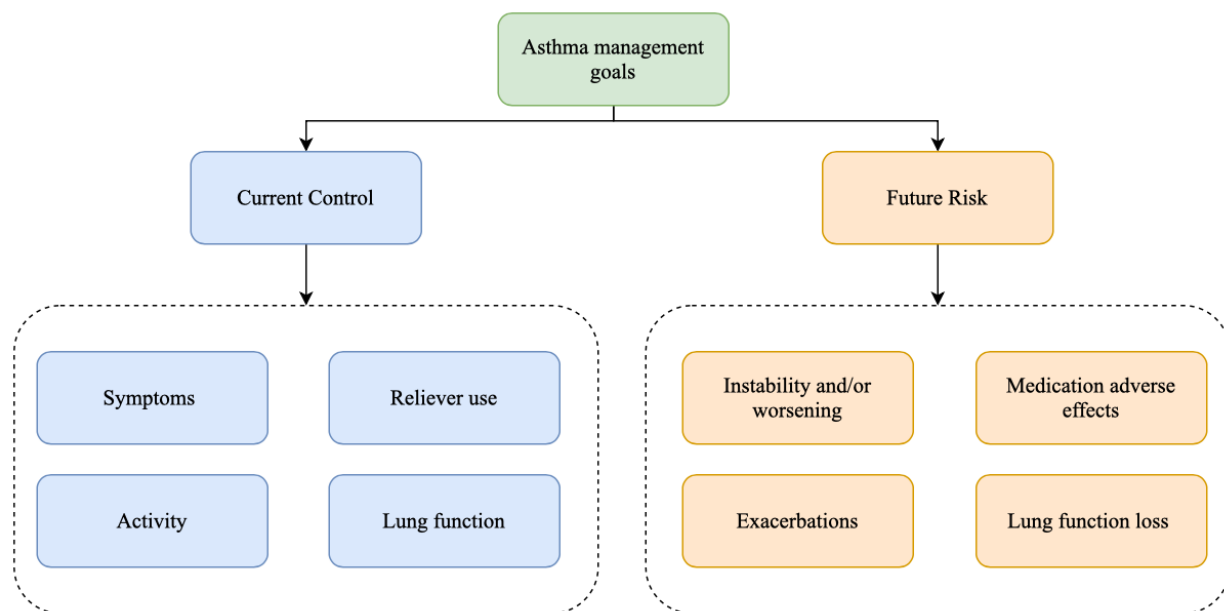 Asthma management
goals
Current Control
Future Risk
Symptoms
Reliever use
Activity
Lung function
Instability and/or
worsening
Medication adverse
effects
Exacerbations
Lung function loss